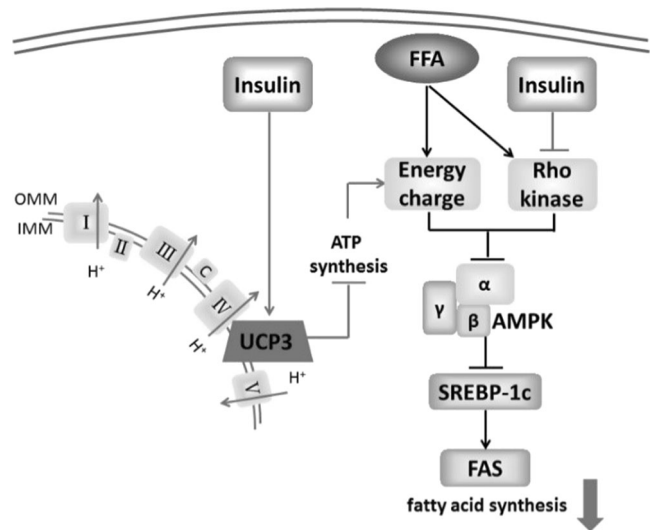 FFA
Insulin
Insulin
Energy
charge
Rho
kinase
OMM
IMM
I
II
III
C
IV
V
H⁺
H⁺
H⁺
H⁺
ATP
synthesis
UCP3
α
γ
β
AMPK
SREBP-1c
FAS
fatty acid synthesis